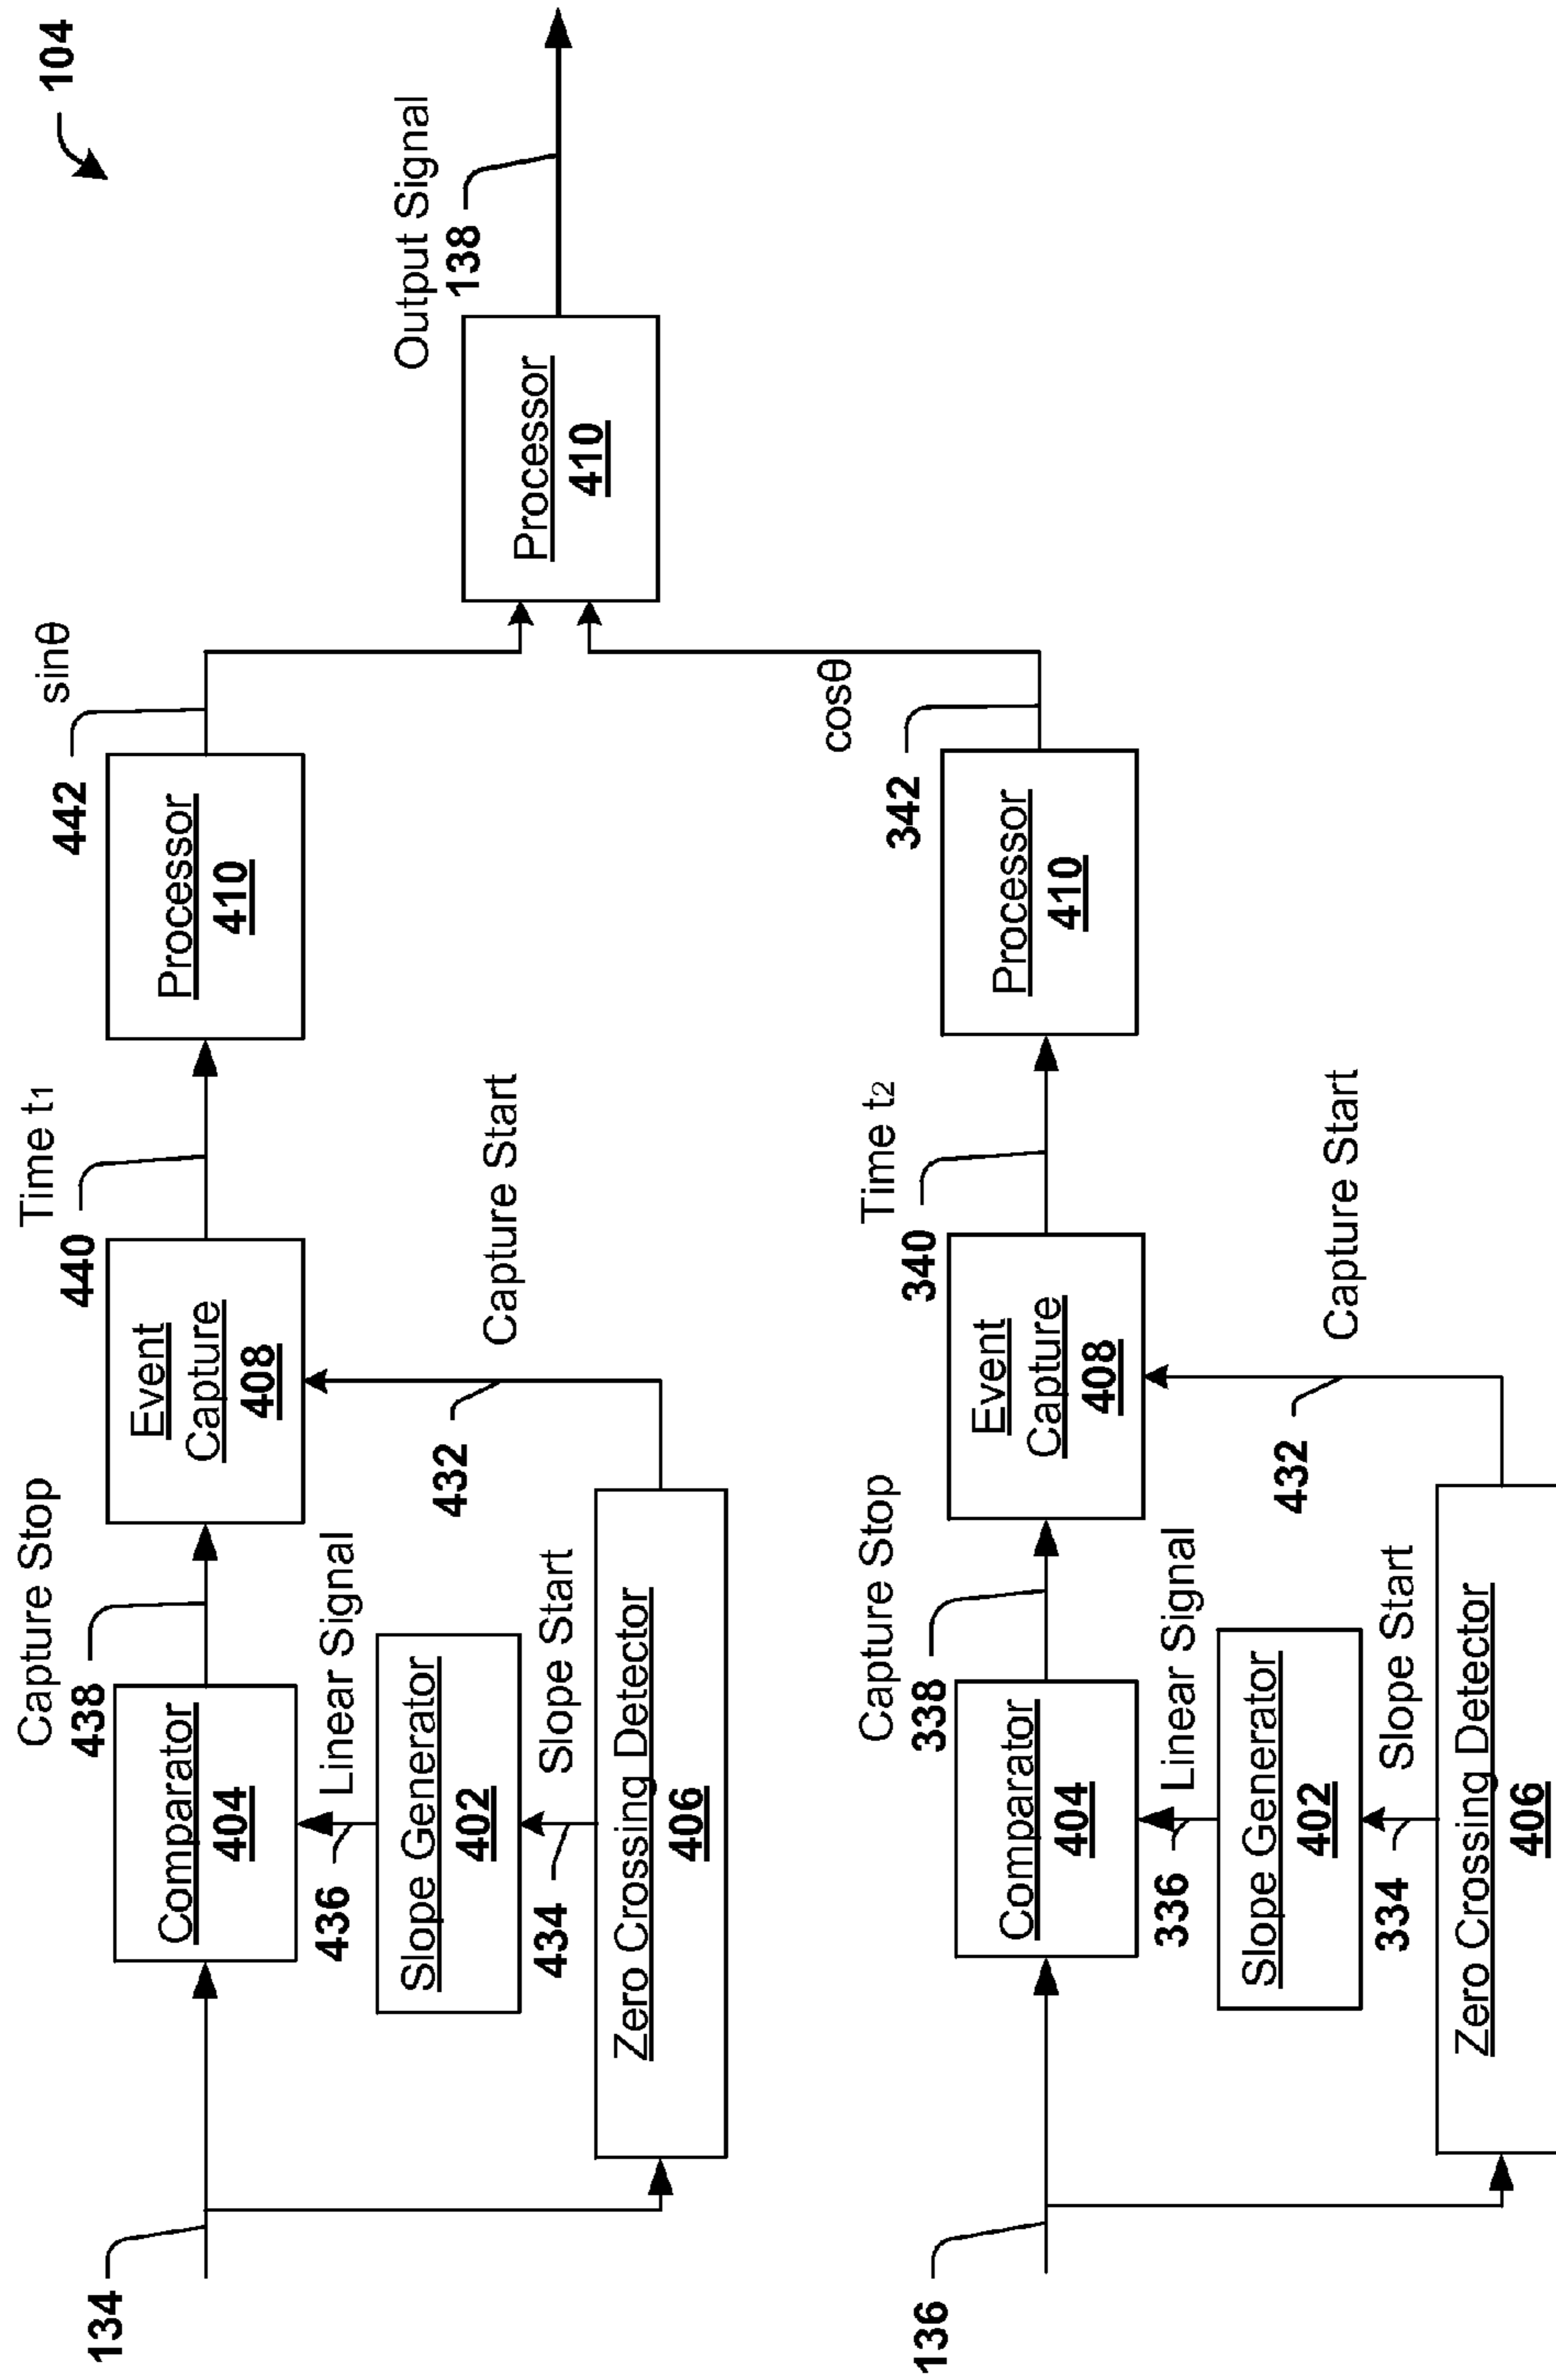 104
134
Comparator
404
438
Capture Stop
436
Linear Signal
Slope Generator
402
434
Slope Start
Zero Crossing Detector
406
Event
Capture
408
432
Capture Start
440
Time t1
Processor
410
442
sinθ
Processor
410
138
Output Signal
136
Comparator
404
338
Capture Stop
336
Linear Signal
Slope Generator
402
334
Slope Start
Zero Crossing Detector
406
Event
Capture
408
432
Capture Start
340
Time t2
Processor
410
342
cosθ